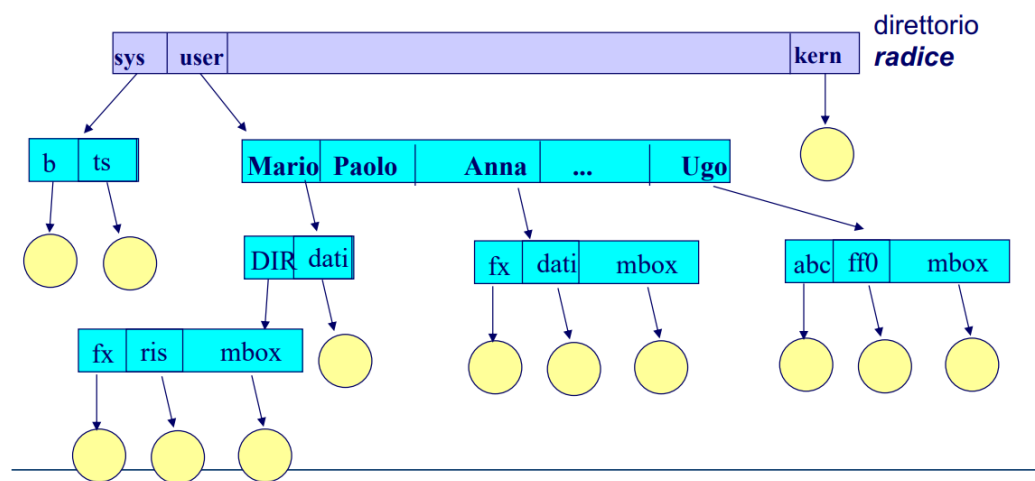 direttorio
radice
sys user kern
b ts
Mario Paolo Anna ... Ugo
DIR dati
fx dati mbox
abc ff0 mbox
fx ris mbox